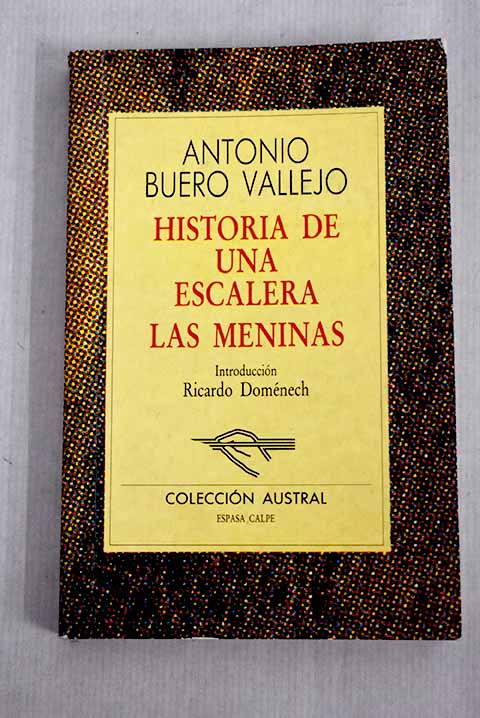 ANTONIO
BUERO VALLEJO
HISTORIA DE
UNA
ESCALERA
LAS MENINAS
Introducción
Ricardo Doménech
COLECCIÓN AUSTRAL
ESPASA CALPE